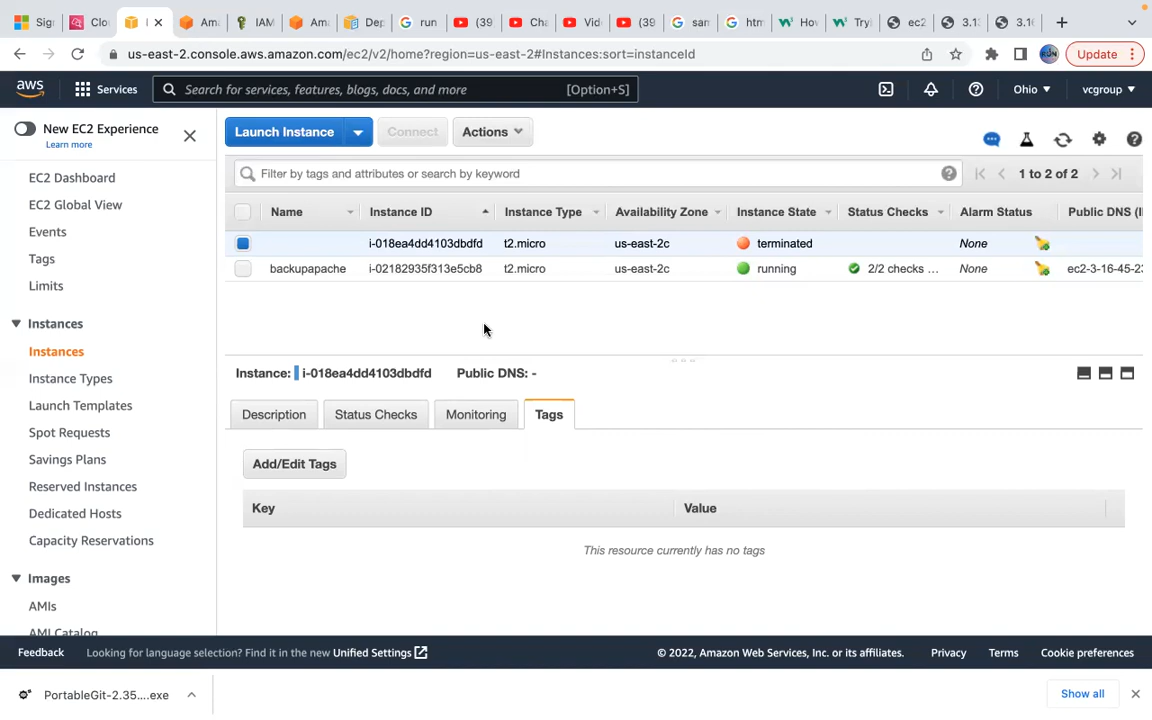 Sig Clo I Ama IAM Ama Dep run (39 Cha Vide (39 san htm How Try ec2 3.13 3.16
us-east-2.console.aws.amazon.com/ec2/v2/home?region=us-east-2#Instances:sort=instanceId Update
aws Services Search for services, features, blogs, docs, and more [Option+S] Ohio vcgroup
New EC2 Experience
Learn more
EC2 Dashboard
EC2 Global View
Events
Tags
Limits
Instances
Instances
Instance Types
Launch Templates
Spot Requests
Savings Plans
Reserved Instances
Dedicated Hosts
Capacity Reservations
Images
AMIs
AMI Catalog
Launch Instance Connect Actions
Filter by tags and attributes or search by keyword 1 to 2 of 2
Name Instance ID Instance Type Availability Zone Instance State Status Checks Alarm Status Public DNS (I
i-018ea4dd4103dbdfd t2.micro us-east-2c terminated None
backupapache i-02182935f313e5cb8 t2.micro us-east-2c running 2/2 checks ... None ec2-3-16-45-23
Instance: i-018ea4dd4103dbdfd Public DNS: -
Description Status Checks Monitoring Tags
Add/Edit Tags
Key Value
This resource currently has no tags
Feedback Looking for language selection? Find it in the new Unified Settings © 2022, Amazon Web Services, Inc. or its affiliates. Privacy Terms Cookie preferences
PortableGit-2.35....exe Show all